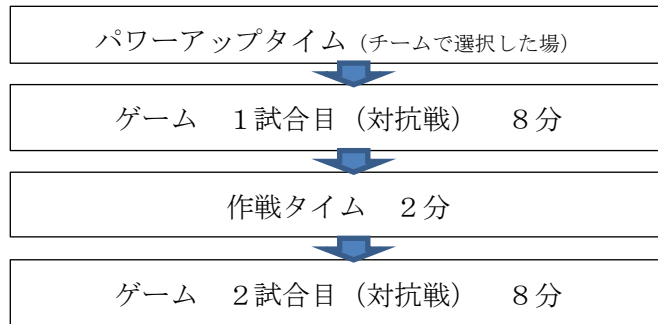 パワーアップタイム（チームで選択した場）
ゲーム　１試合目（対抗戦）　８分
作戦タイム　２分
ゲーム　２試合目（対抗戦）　８分